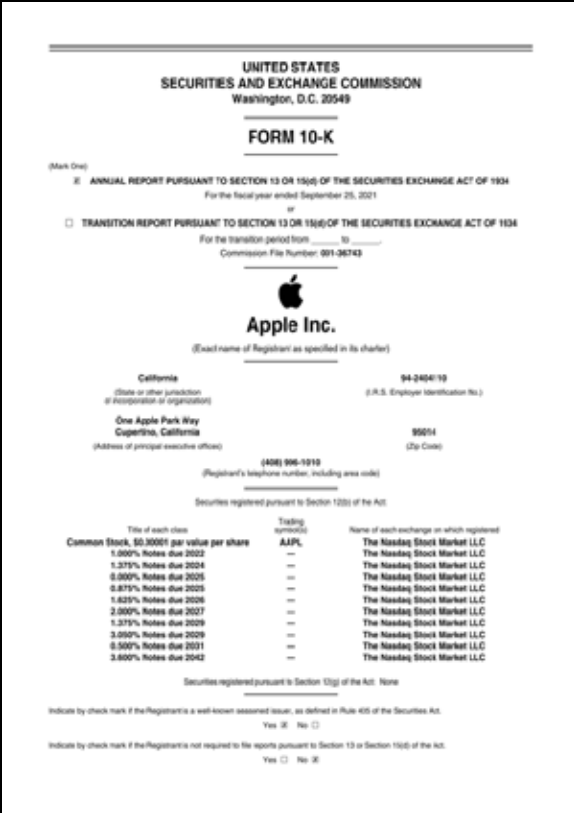 UNITED STATES
SECURITIES AND EXCHANGE COMMISSION
Washington, D.C. 20549
FORM 10-K
(Mark One)
☒ ANNUAL REPORT PURSUANT TO SECTION 13 OR 15(d) OF THE SECURITIES EXCHANGE ACT OF 1934
For the fiscal year ended September 25, 2021
or
☐ TRANSITION REPORT PURSUANT TO SECTION 13 OR 15(d) OF THE SECURITIES EXCHANGE ACT OF 1934
For the transition period from ______ to ______.
Commission File Number: 001-36743
Apple Inc.
(Exact name of Registrant as specified in its charter)
California 94-2404110
(State or other jurisdiction (I.R.S. Employer Identification No.)
of incorporation or organization)
One Apple Park Way
Cupertino, California 95014
(Address of principal executive offices) (Zip Code)
(408) 996-1010
(Registrant's telephone number, including area code)
Securities registered pursuant to Section 12(b) of the Act:
Title of each class Trading symbol(s) Name of each exchange on which registered
Common Stock, $0.00001 par value per share AAPL The Nasdaq Stock Market LLC
1.000% Notes due 2022 — The Nasdaq Stock Market LLC
1.375% Notes due 2024 — The Nasdaq Stock Market LLC
0.000% Notes due 2025 — The Nasdaq Stock Market LLC
0.875% Notes due 2025 — The Nasdaq Stock Market LLC
1.625% Notes due 2026 — The Nasdaq Stock Market LLC
2.000% Notes due 2027 — The Nasdaq Stock Market LLC
1.375% Notes due 2029 — The Nasdaq Stock Market LLC
3.050% Notes due 2029 — The Nasdaq Stock Market LLC
0.500% Notes due 2031 — The Nasdaq Stock Market LLC
3.600% Notes due 2042 — The Nasdaq Stock Market LLC
Securities registered pursuant to Section 12(g) of the Act: None
Indicate by check mark if the Registrant is a well-known seasoned issuer, as defined in Rule 405 of the Securities Act.
Yes ☒ No ☐
Indicate by check mark if the Registrant is not required to file reports pursuant to Section 13 or Section 15(d) of the Act.
Yes ☐ No ☒